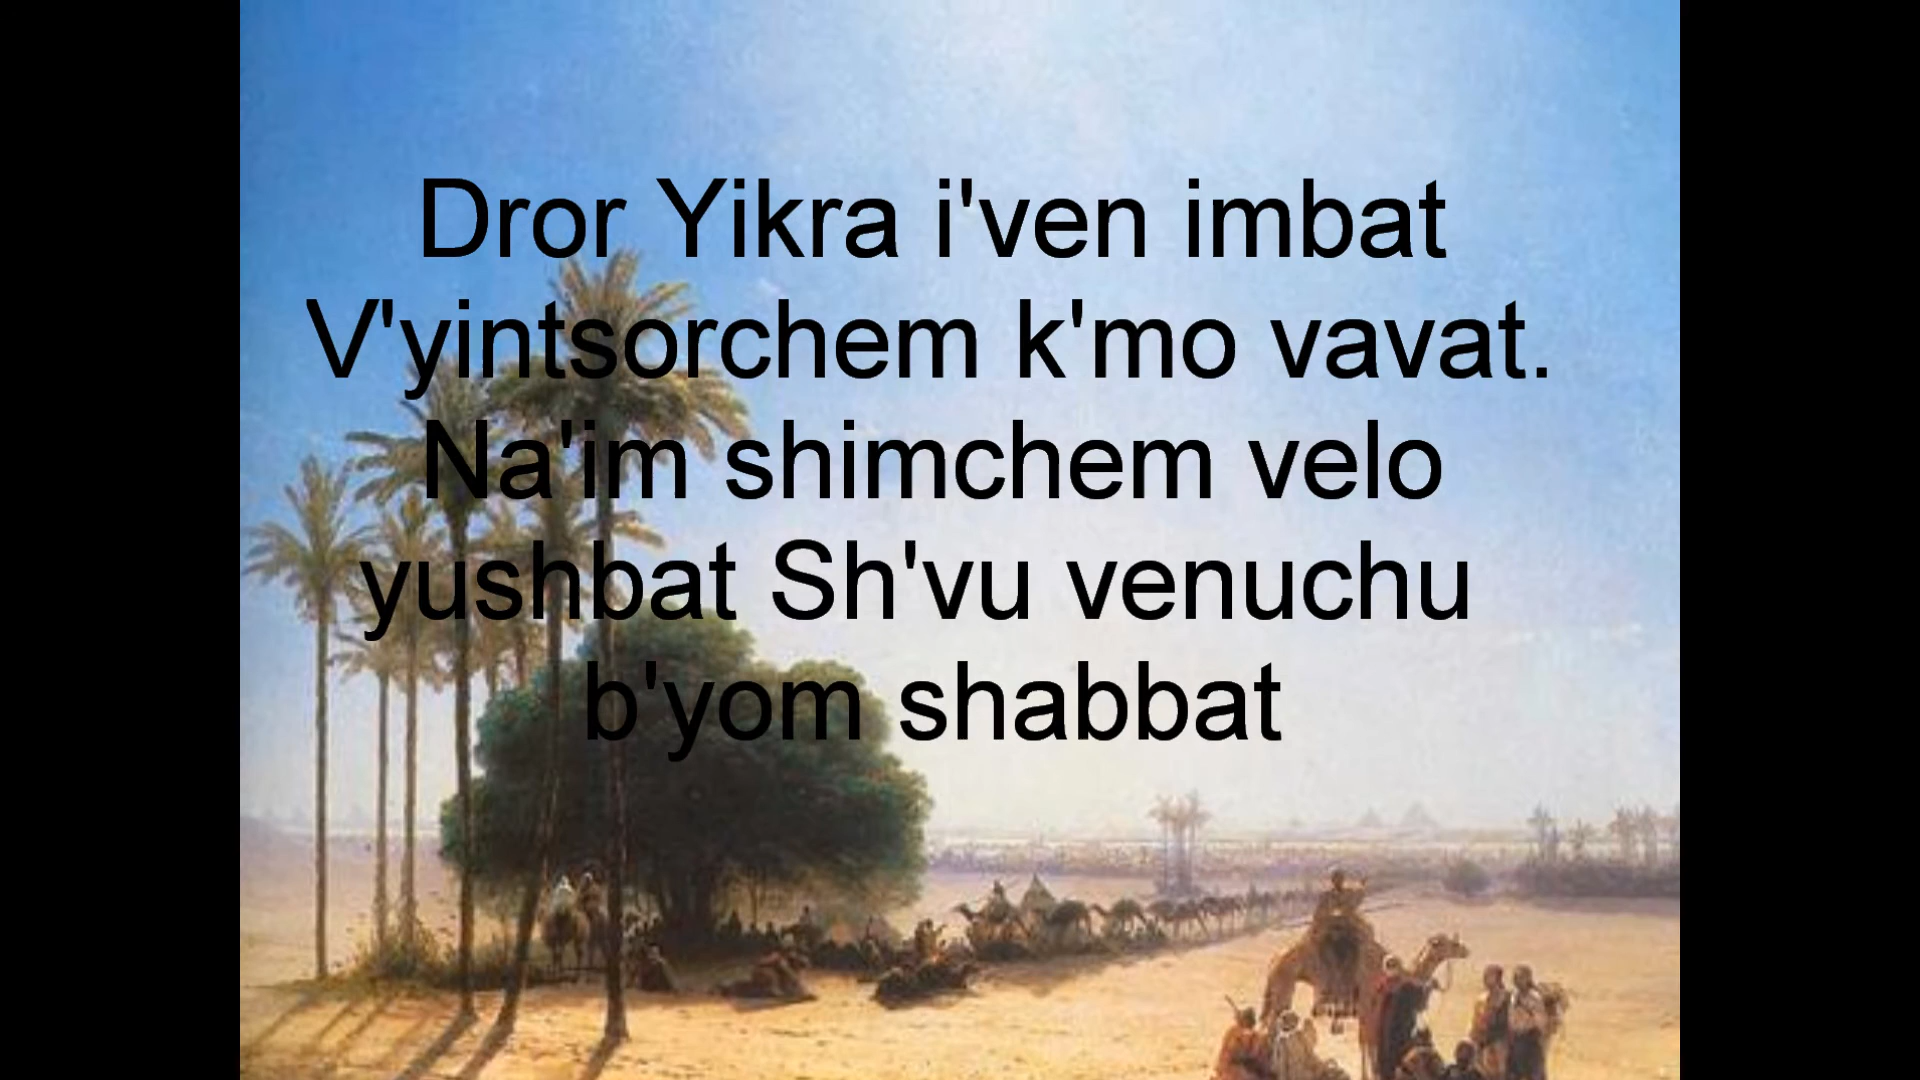 Dror Yikra i'ven imbat
V'yintsorchem k'mo vavat.
Na'im shimchem velo
yushbat Sh'vu venuchu
b'yom shabbat